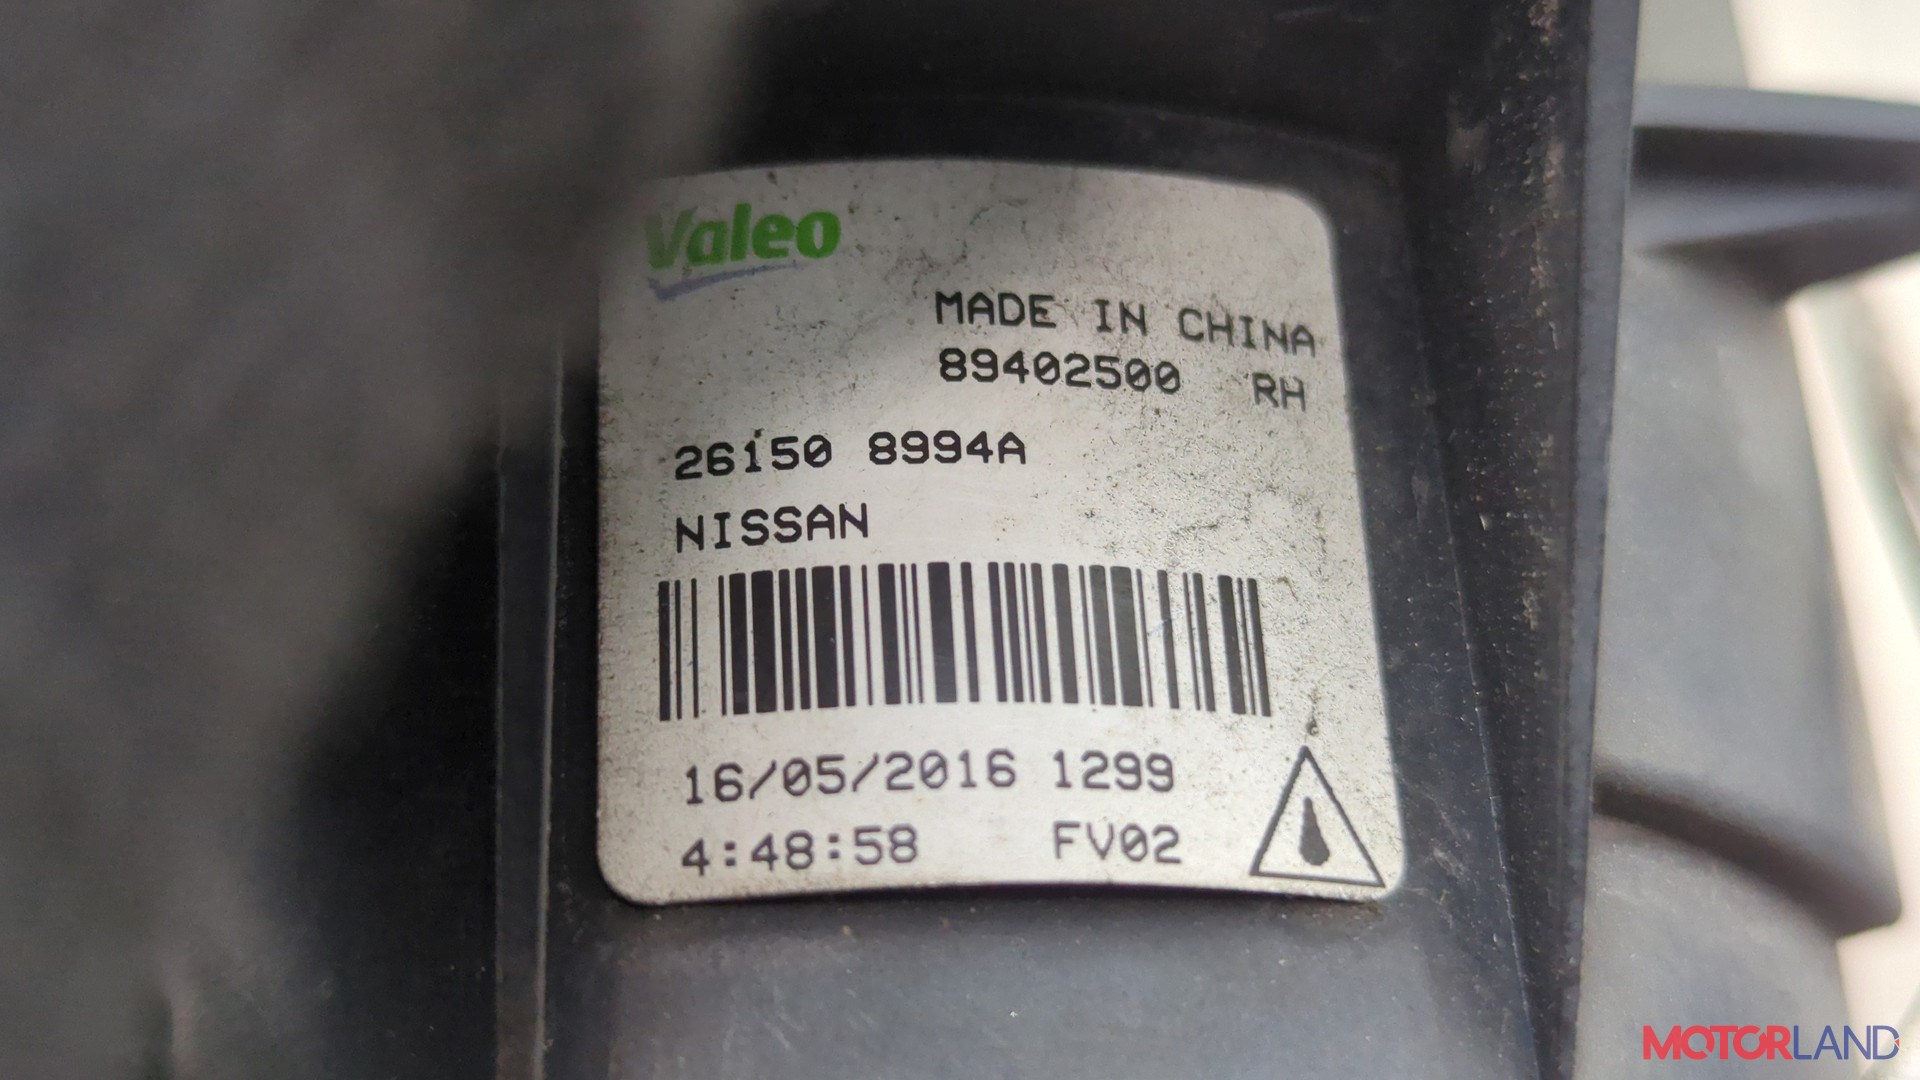 Valeo
MADE IN CHINA
89402500 RH
26150 8994A
NISSAN
16/05/2016 1299
4:48:58 FV02
MOTORLAND